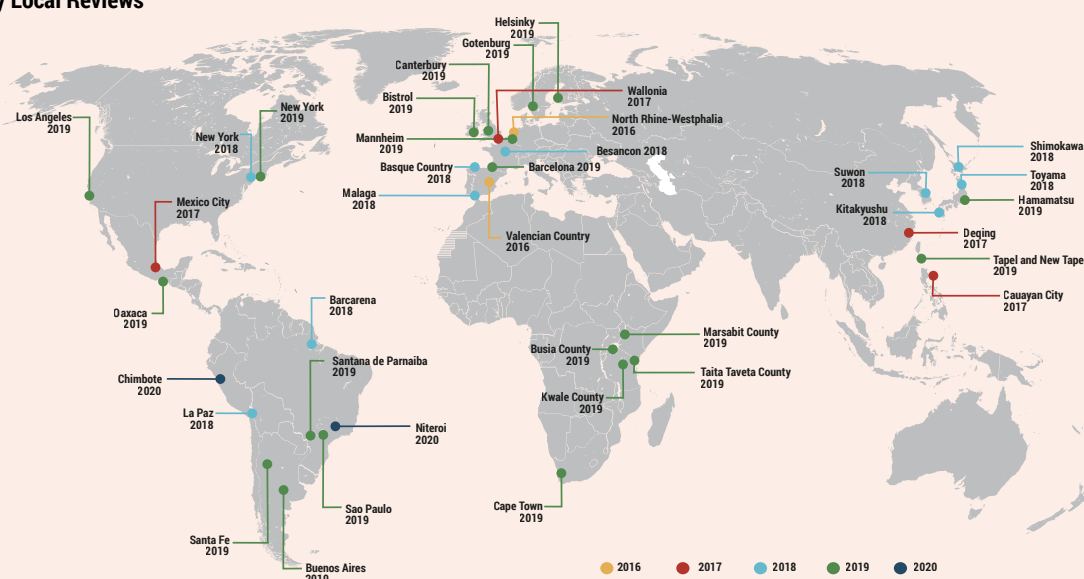 y Local Reviews
Helsinky
2019
Gotenburg
2019
Canterbury
2019
Bistrol
2019
Mannheim
2019
Basque Country
2018
Malaga
2018
Wallonia
2017
North Rhine-Westphalia
2016
Besancon 2018
Barcelona 2019
Valencian Country
2016
Los Angeles
2019
New York
2018
New York
2019
Mexico City
2017
Oaxaca
2019
Barcarena
2018
Santana de Parnaiba
2019
Chimbote
2020
La Paz
2018
Niteroi
2020
Sao Paulo
2019
Santa Fe
2019
Buenos Aires
2019
Marsabit County
2019
Busia County
2019
Taita Taveta County
2019
Kwale County
2019
Cape Town
2019
Shimokawa
2018
Suwon
2018
Toyama
2018
Hamamatsu
2019
Kitakyushu
2018
Deqing
2017
Tapel and New Tape
2019
Cauayan City
2017
2016 2017 2018 2019 2020